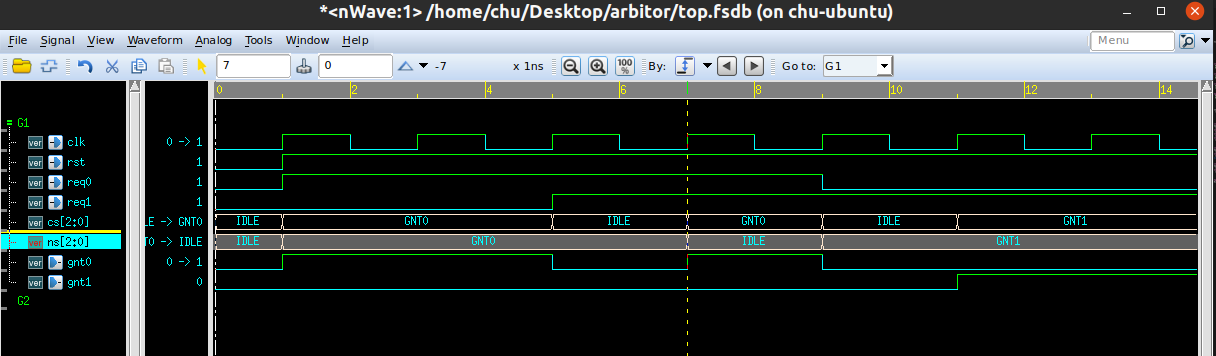 *<nWave:1> /home/chu/Desktop/arbitor/top.fsdb (on chu-ubuntu)
File Signal View Waveform Analog Tools Window Help Menu
7 0 -7 x 1ns 100 % By: Go to: G1
0 2 4 6 8 10 12 14
G1
ver clk 0 -> 1
ver rst 1
ver req0 1
ver req1 1
ver cs[2:0] LE -> GNT0 IDLE GNT0 IDLE GNT0 IDLE GNT1
ver ns[2:0] T0 -> IDLE IDLE GNT0 IDLE GNT1
ver gnt0 0 -> 1
ver gnt1 0
G2